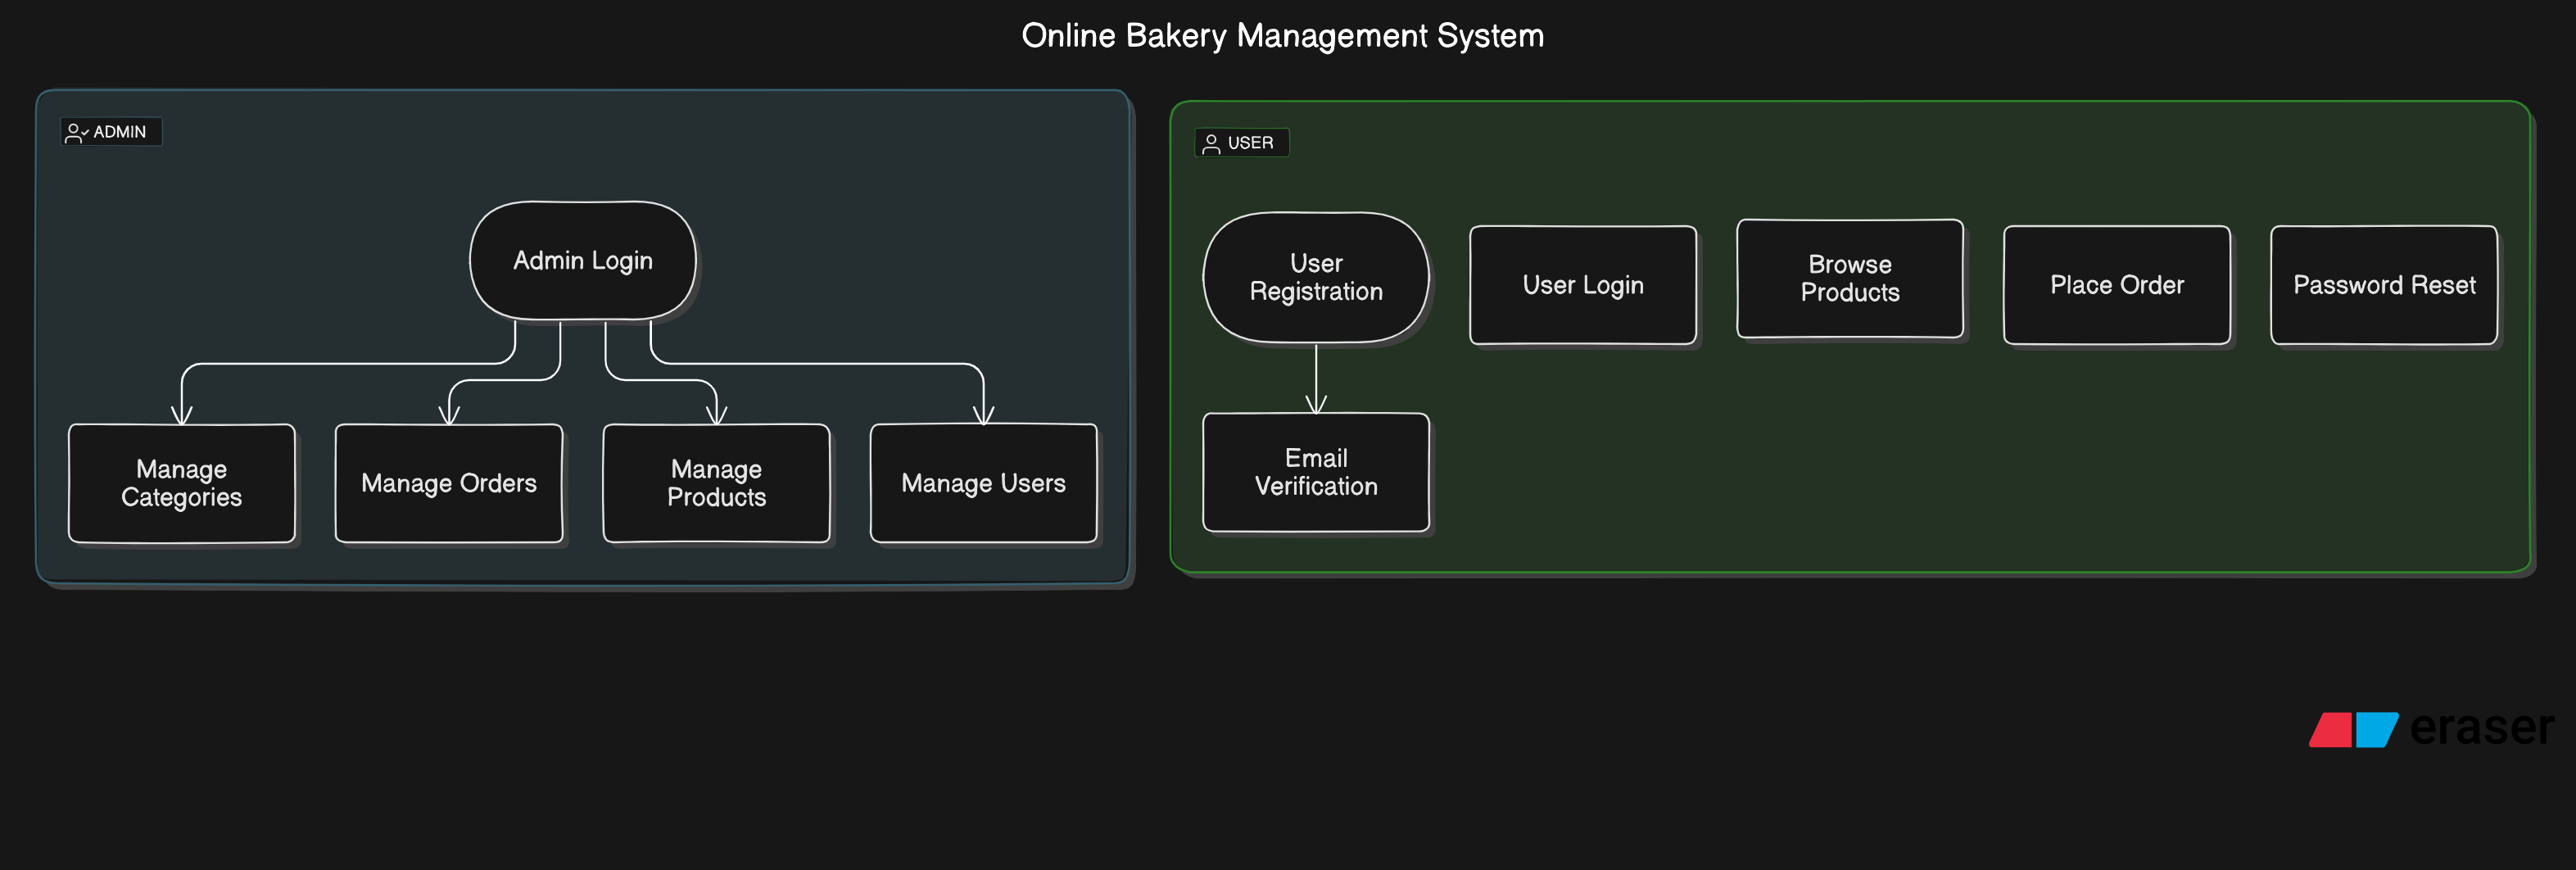 Online Bakery Management System
ADMIN
Admin Login
Manage
Categories
Manage Orders
Manage
Products
Manage Users
USER
User
Registration
User Login
Browse
Products
Place Order
Password Reset
Email
Verification
eraser